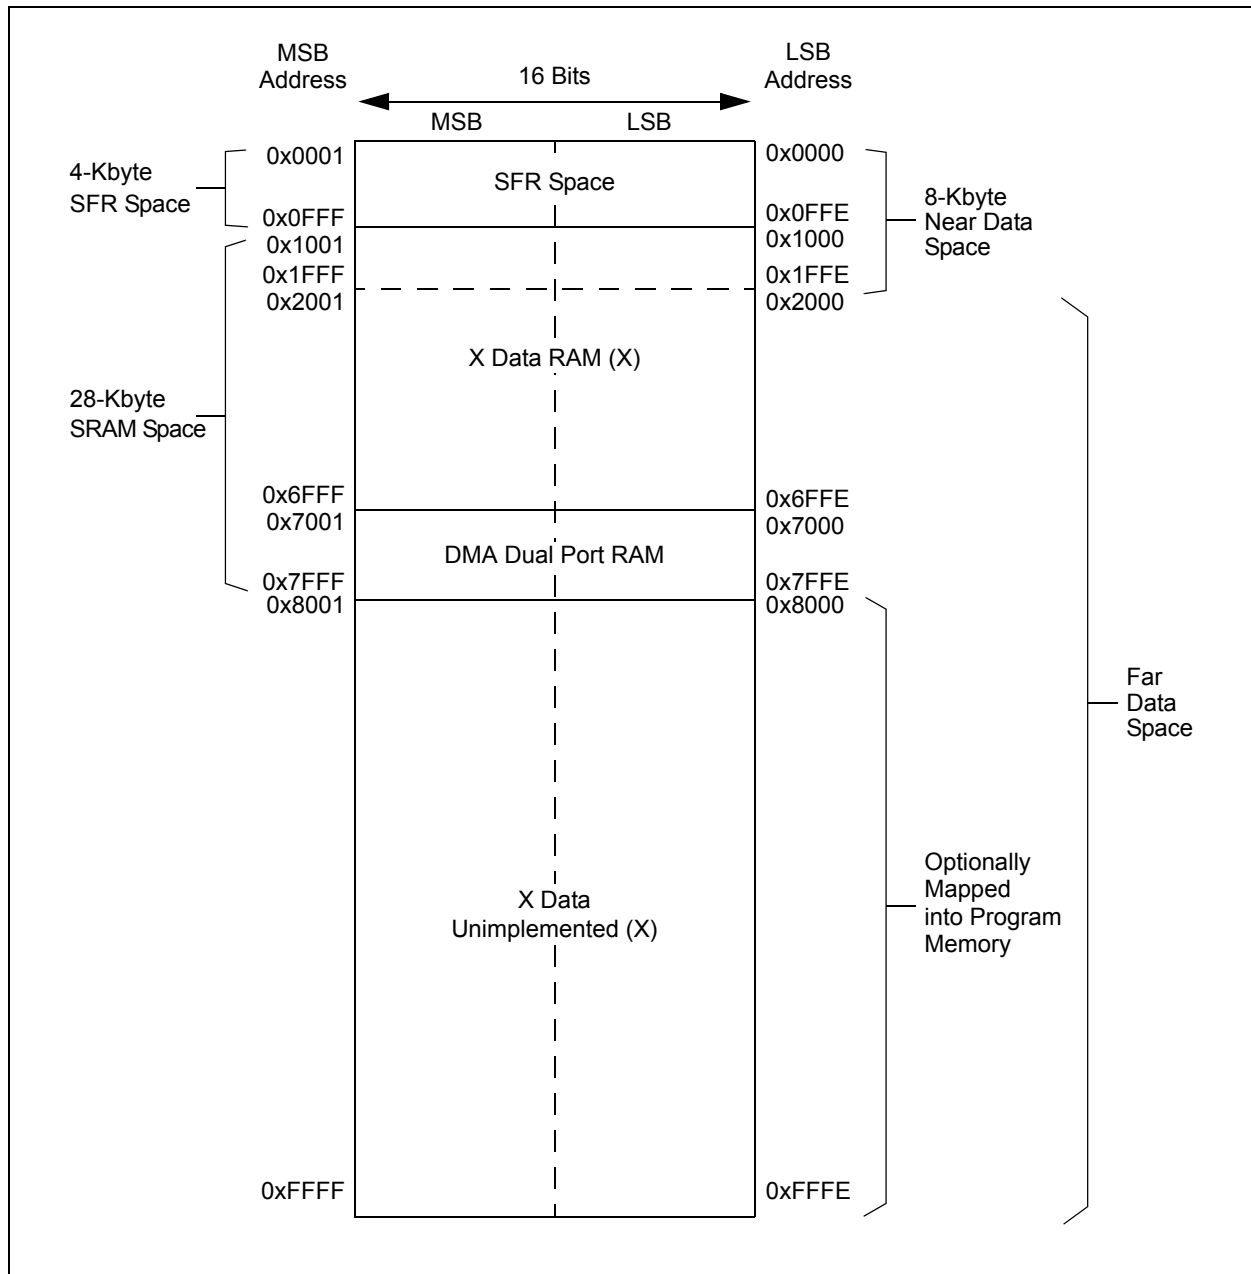 MSB
Address
16 Bits
LSB
Address
MSB
LSB
4-Kbyte
SFR Space
0x0001
SFR Space
0x0000
0x0FFF
0x0FFE
0x1001
0x1000
8-Kbyte
Near Data
Space
0x1FFF
0x1FFE
0x2001
0x2000
X Data RAM (X)
28-Kbyte
SRAM Space
0x6FFF
0x6FFE
0x7001
0x7000
DMA Dual Port RAM
0x7FFF
0x7FFE
0x8001
0x8000
Far
Data
Space
X Data
Unimplemented (X)
Optionally
Mapped
into Program
Memory
0xFFFF
0xFFFE